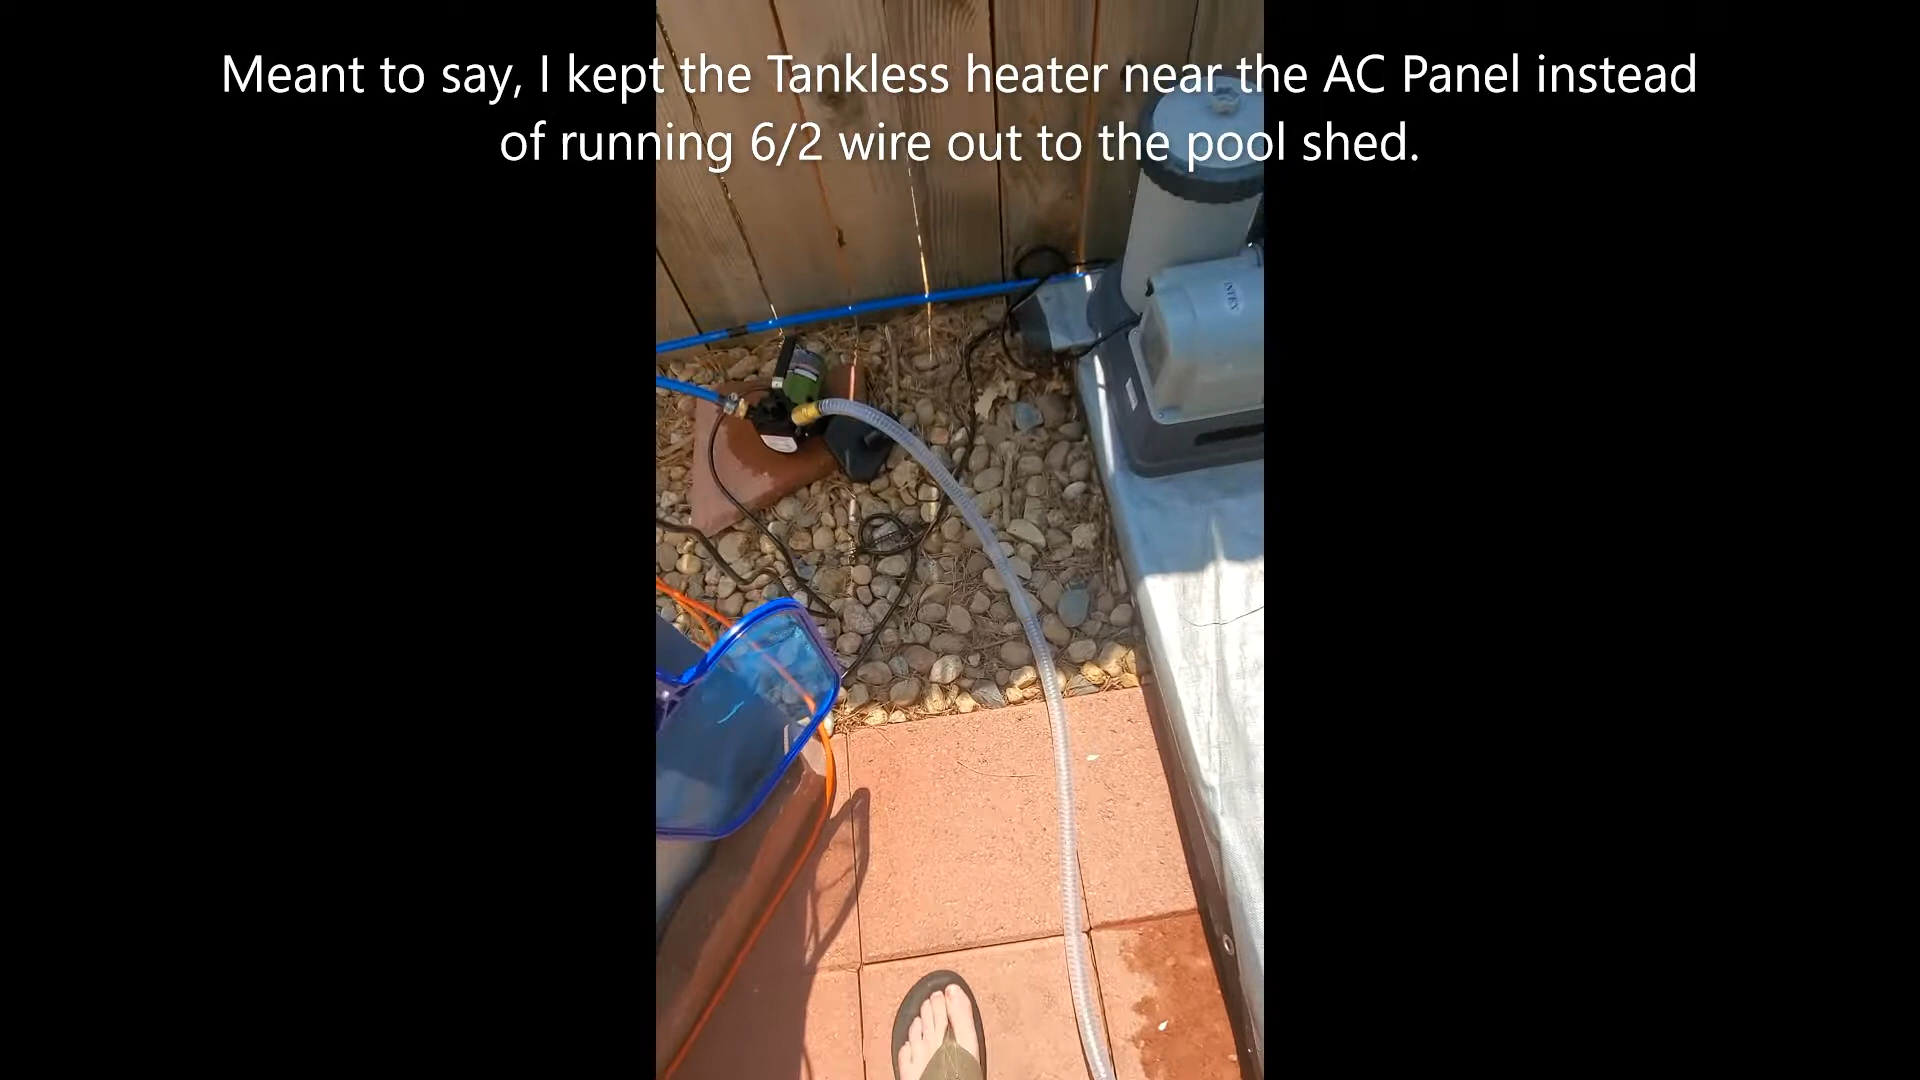 Meant to say, I kept the Tankless heater near the AC Panel instead
of running 6/2 wire out to the pool shed.
INTEX